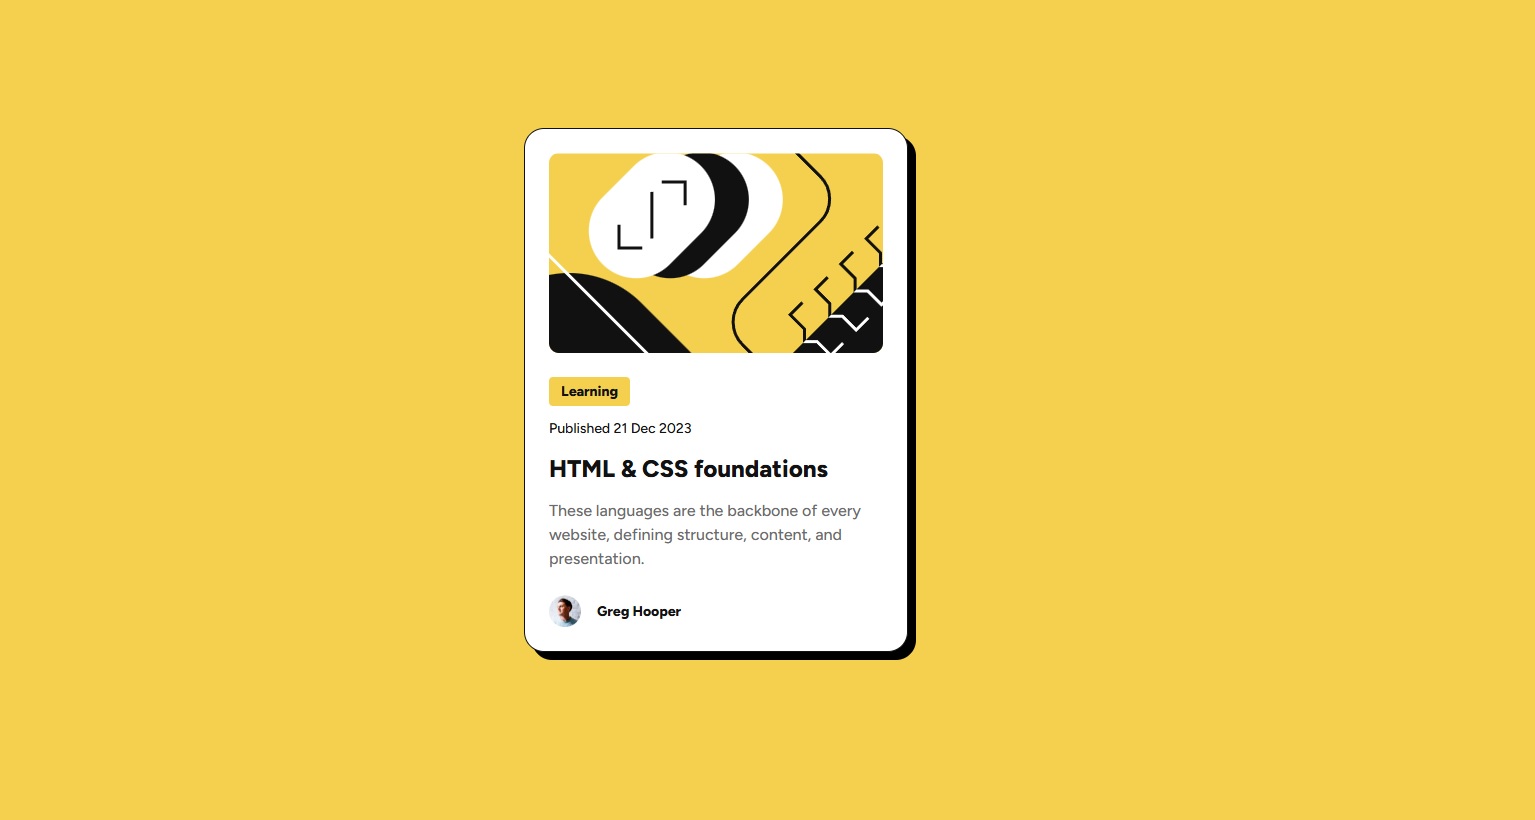 Learning
Published 21 Dec 2023
HTML & CSS foundations
These languages are the backbone of every
website, defining structure, content, and
presentation.
Greg Hooper